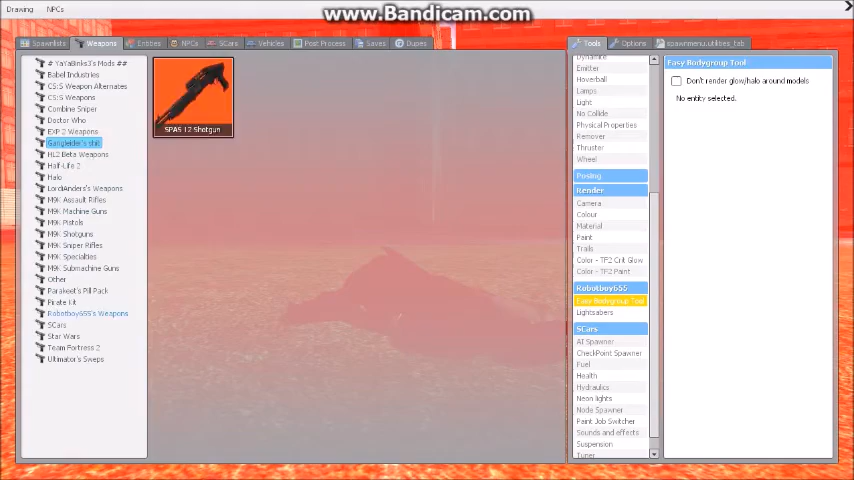 Drawing NPCs
www.Bandicam.com
Spawnlists Weapons Entities NPCs SCars Vehicles Post Process Saves Dupes
# YaYaBinks3's Mods ##
Babel Industries
CS:S Weapon Alternates
CS:S Weapons
Combine Sniper
Doctor Who
EXP 2 Weapons
HL2 Beta Weapons
Half-Life 2
Halo
LordiAnders's Weapons
M9K Assault Rifles
M9K Machine Guns
M9K Pistols
M9K Shotguns
M9K Sniper Rifles
M9K Specialties
M9K Submachine Guns
Other
Parakeet's Pill Pack
Pirate kit
Robotboy655's Weapons
SCars
Star Wars
Team Fortress 2
Ultimator's Sweps
SPAS 12 Shotgun
Tools Options spawnmenu.utilities_tab
Dynamite
Emitter
Hoverball
Lamps
Light
No Collide
Physical Properties
Remover
Thruster
Wheel
Posing
Render
Camera
Colour
Material
Paint
Trails
Color - TF2 Crit Glow
Color - TF2 Paint
Robotboy655
Easy Bodygroup Tool
Lightsabers
SCars
AI Spawner
CheckPoint Spawner
Fuel
Health
Hydraulics
Neon lights
Node Spawner
Paint Job Switcher
Sounds and effects
Suspension
Tuner
Easy Bodygroup Tool
Don't render glow/halo around models
No entity selected.